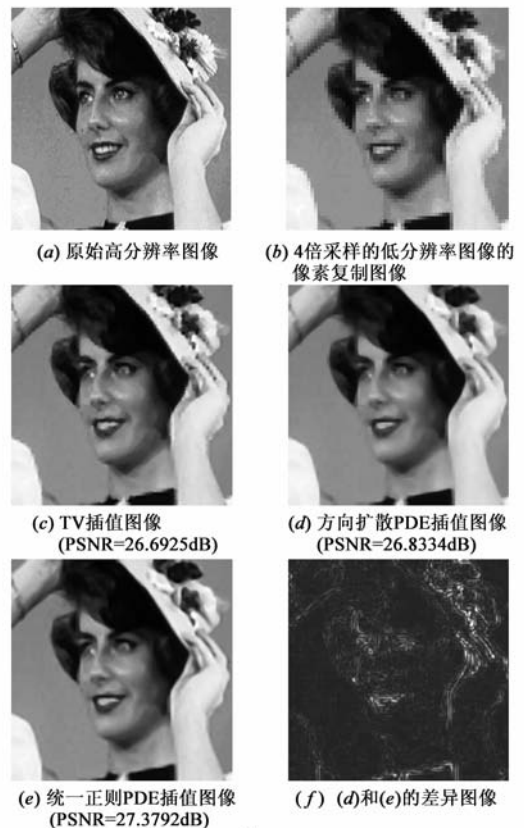 (a) 原始高分辨率图像
(b) 4倍采样的低分辨率图像的
像素复制图像
(c) TV插值图像
(PSNR=26.6925dB)
(d) 方向扩散PDE插值图像
(PSNR=26.8334dB)
(e) 统一正则PDE插值图像
(PSNR=27.3792dB)
(f) (d)和(e)的差异图像